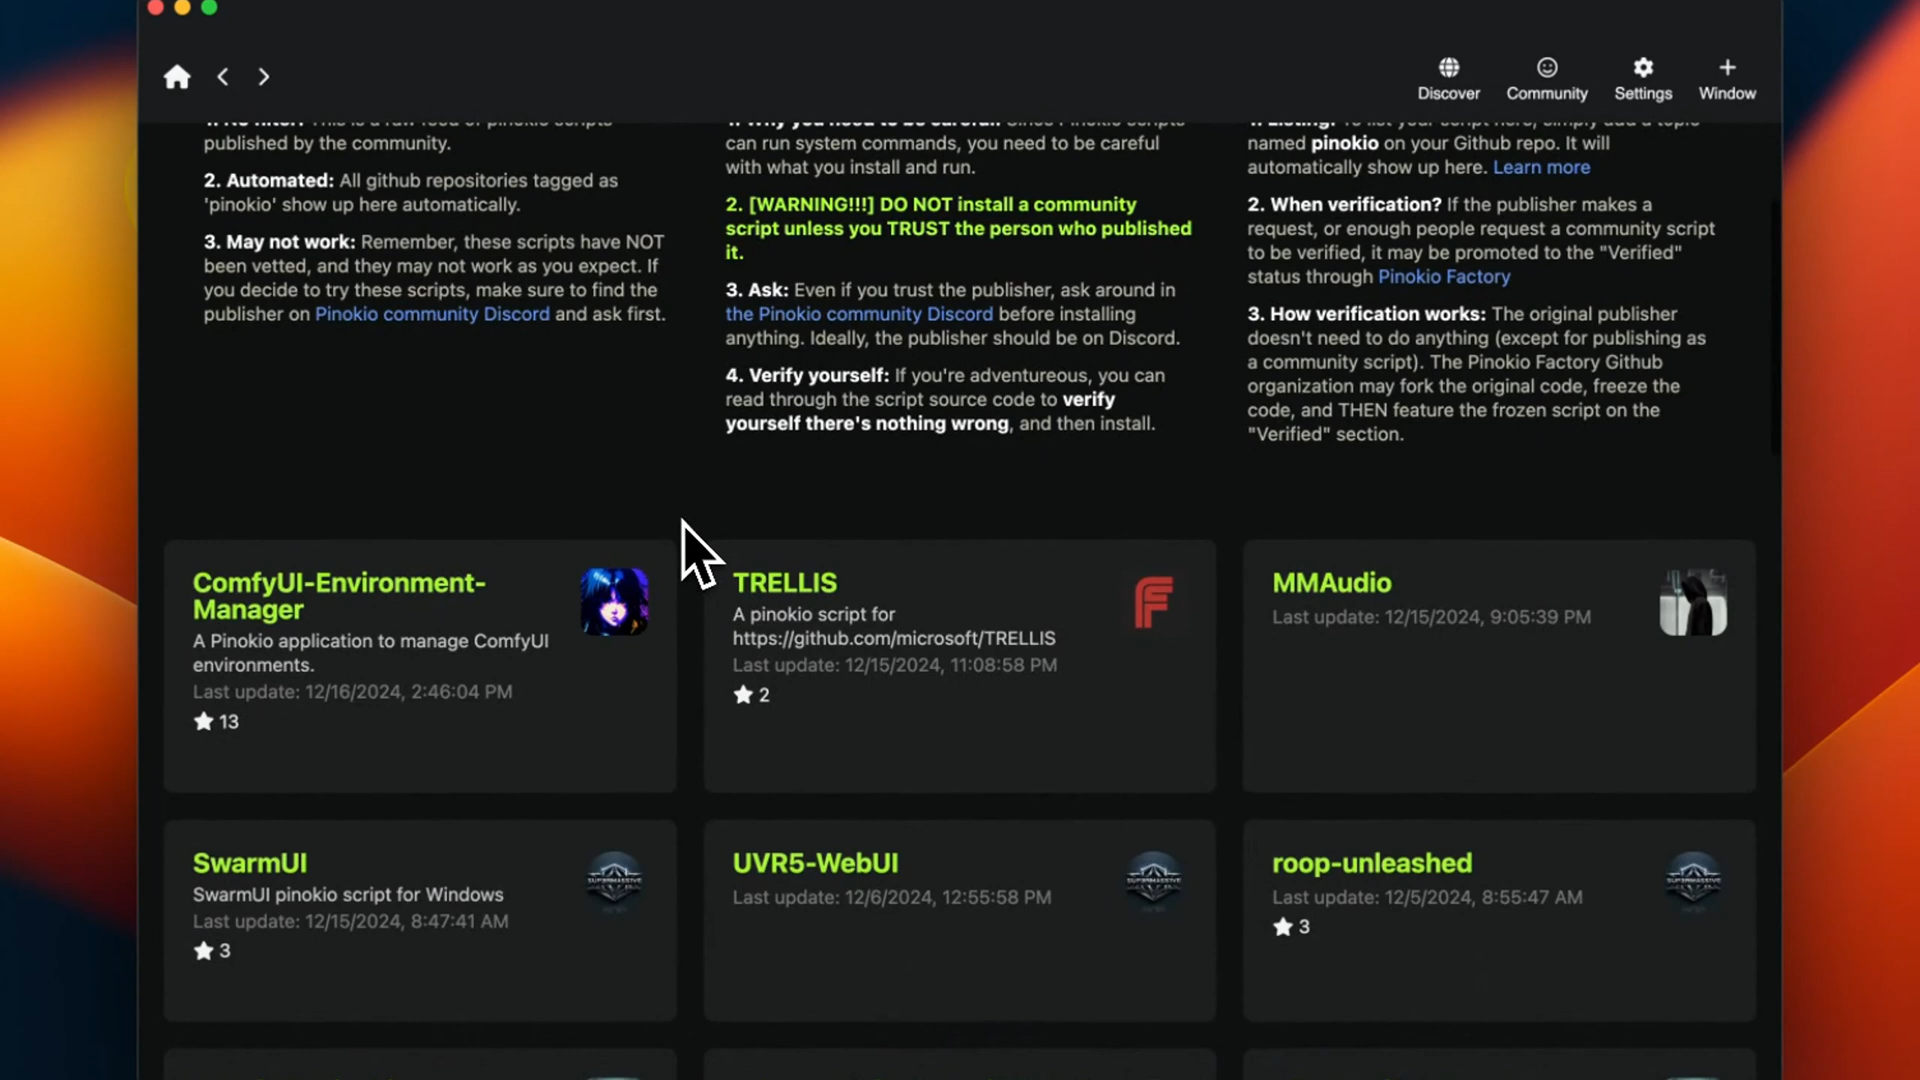 Discover
Community
Settings
Window
published by the community.
2. Automated: All github repositories tagged as
'pinokio' show up here automatically.
3. May not work: Remember, these scripts have NOT
been vetted, and they may not work as you expect. If
you decide to try these scripts, make sure to find the
publisher on Pinokio community Discord and ask first.
can run system commands, you need to be careful
with what you install and run.
2. [WARNING!!!] DO NOT install a community
script unless you TRUST the person who published
it.
3. Ask: Even if you trust the publisher, ask around in
the Pinokio community Discord before installing
anything. Ideally, the publisher should be on Discord.
4. Verify yourself: If you're adventureous, you can
read through the script source code to verify
yourself there's nothing wrong, and then install.
named pinokio on your Github repo. It will
automatically show up here. Learn more
2. When verification? If the publisher makes a
request, or enough people request a community script
to be verified, it may be promoted to the "Verified"
status through Pinokio Factory
3. How verification works: The original publisher
doesn't need to do anything (except for publishing as
a community script). The Pinokio Factory Github
organization may fork the original code, freeze the
code, and THEN feature the frozen script on the
"Verified" section.
ComfyUI-Environment-
Manager
A Pinokio application to manage ComfyUI
environments.
Last update: 12/16/2024, 2:46:04 PM
13
TRELLIS
A pinokio script for
https://github.com/microsoft/TRELLIS
Last update: 12/15/2024, 11:08:58 PM
2
MMAudio
Last update: 12/15/2024, 9:05:39 PM
SwarmUI
SwarmUI pinokio script for Windows
Last update: 12/15/2024, 8:47:41 AM
3
UVR5-WebUI
Last update: 12/6/2024, 12:55:58 PM
roop-unleashed
Last update: 12/5/2024, 8:55:47 AM
3